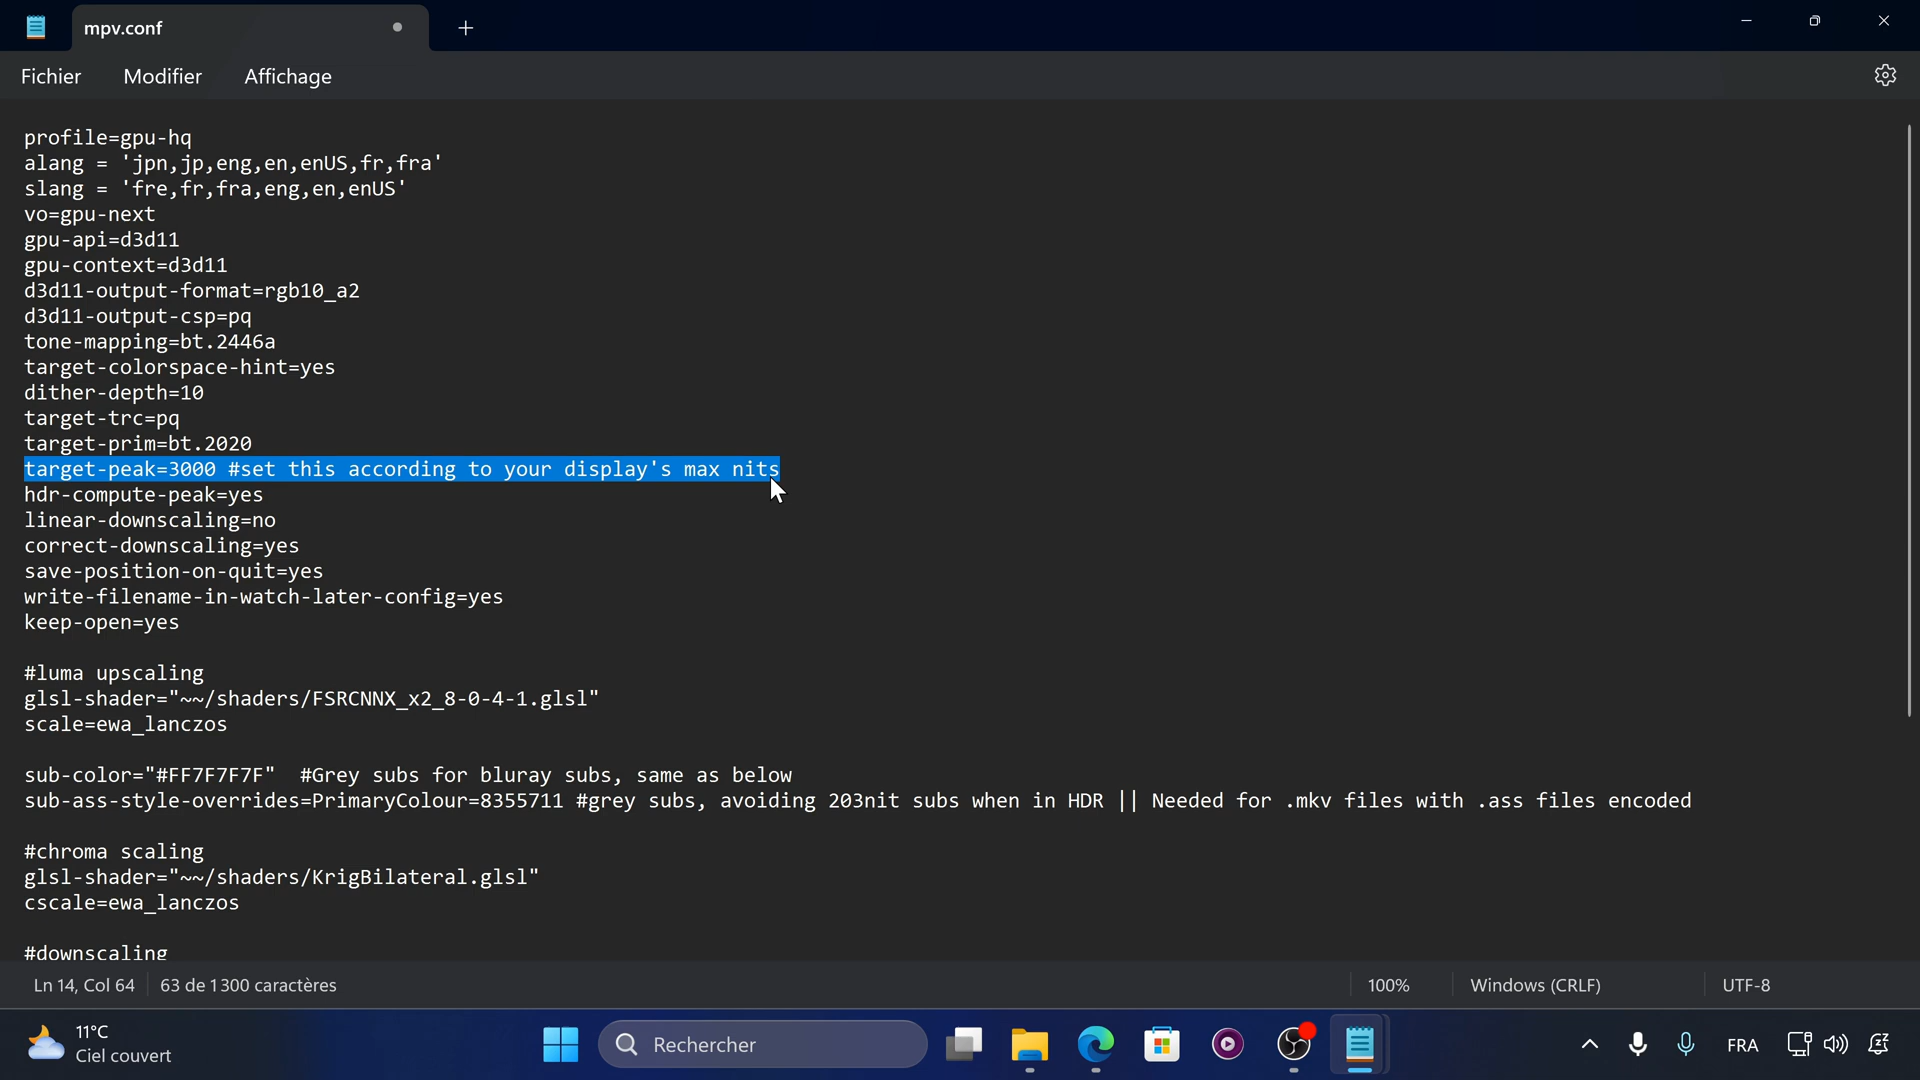 mpv.conf
Fichier
Modifier
Affichage
profile=gpu-hq
alang = 'jpn,jp,eng,en,enUS,fr,fra'
slang = 'fre,fr,fra,eng,en,enUS'
vo=gpu-next
gpu-api=d3d11
gpu-context=d3d11
d3d11-output-format=rgb10_a2
d3d11-output-csp=pq
tone-mapping=bt.2446a
target-colorspace-hint=yes
dither-depth=10
target-trc=pq
target-prim=bt.2020
target-peak=3000 #set this according to your display's max nits
hdr-compute-peak=yes
linear-downscaling=no
correct-downscaling=yes
save-position-on-quit=yes
write-filename-in-watch-later-config=yes
keep-open=yes
#luma upscaling
glsl-shader="~~/shaders/FSRCNNX_x2_8-0-4-1.glsl"
scale=ewa_lanczos
sub-color="#FF7F7F7F"  #Grey subs for bluray subs, same as below
sub-ass-style-overrides=PrimaryColour=8355711 #grey subs, avoiding 203nit subs when in HDR || Needed for .mkv files with .ass files encoded
#chroma scaling
glsl-shader="~~/shaders/KrigBilateral.glsl"
cscale=ewa_lanczos
#downscaling
Ln 14, Col 64
63 de 1 300 caractères
100%
Windows (CRLF)
UTF-8
11°C
Ciel couvert
Rechercher
FRA